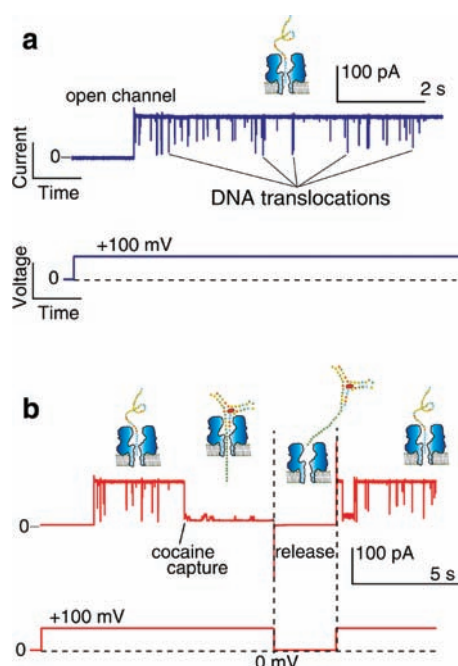 a
100 pA
2 s
open channel
0
Current
Time
DNA translocations
+100 mV
Voltage
0
Time
b
0
cocaine
capture
release
100 pA
5 s
+100 mV
0
0 mV